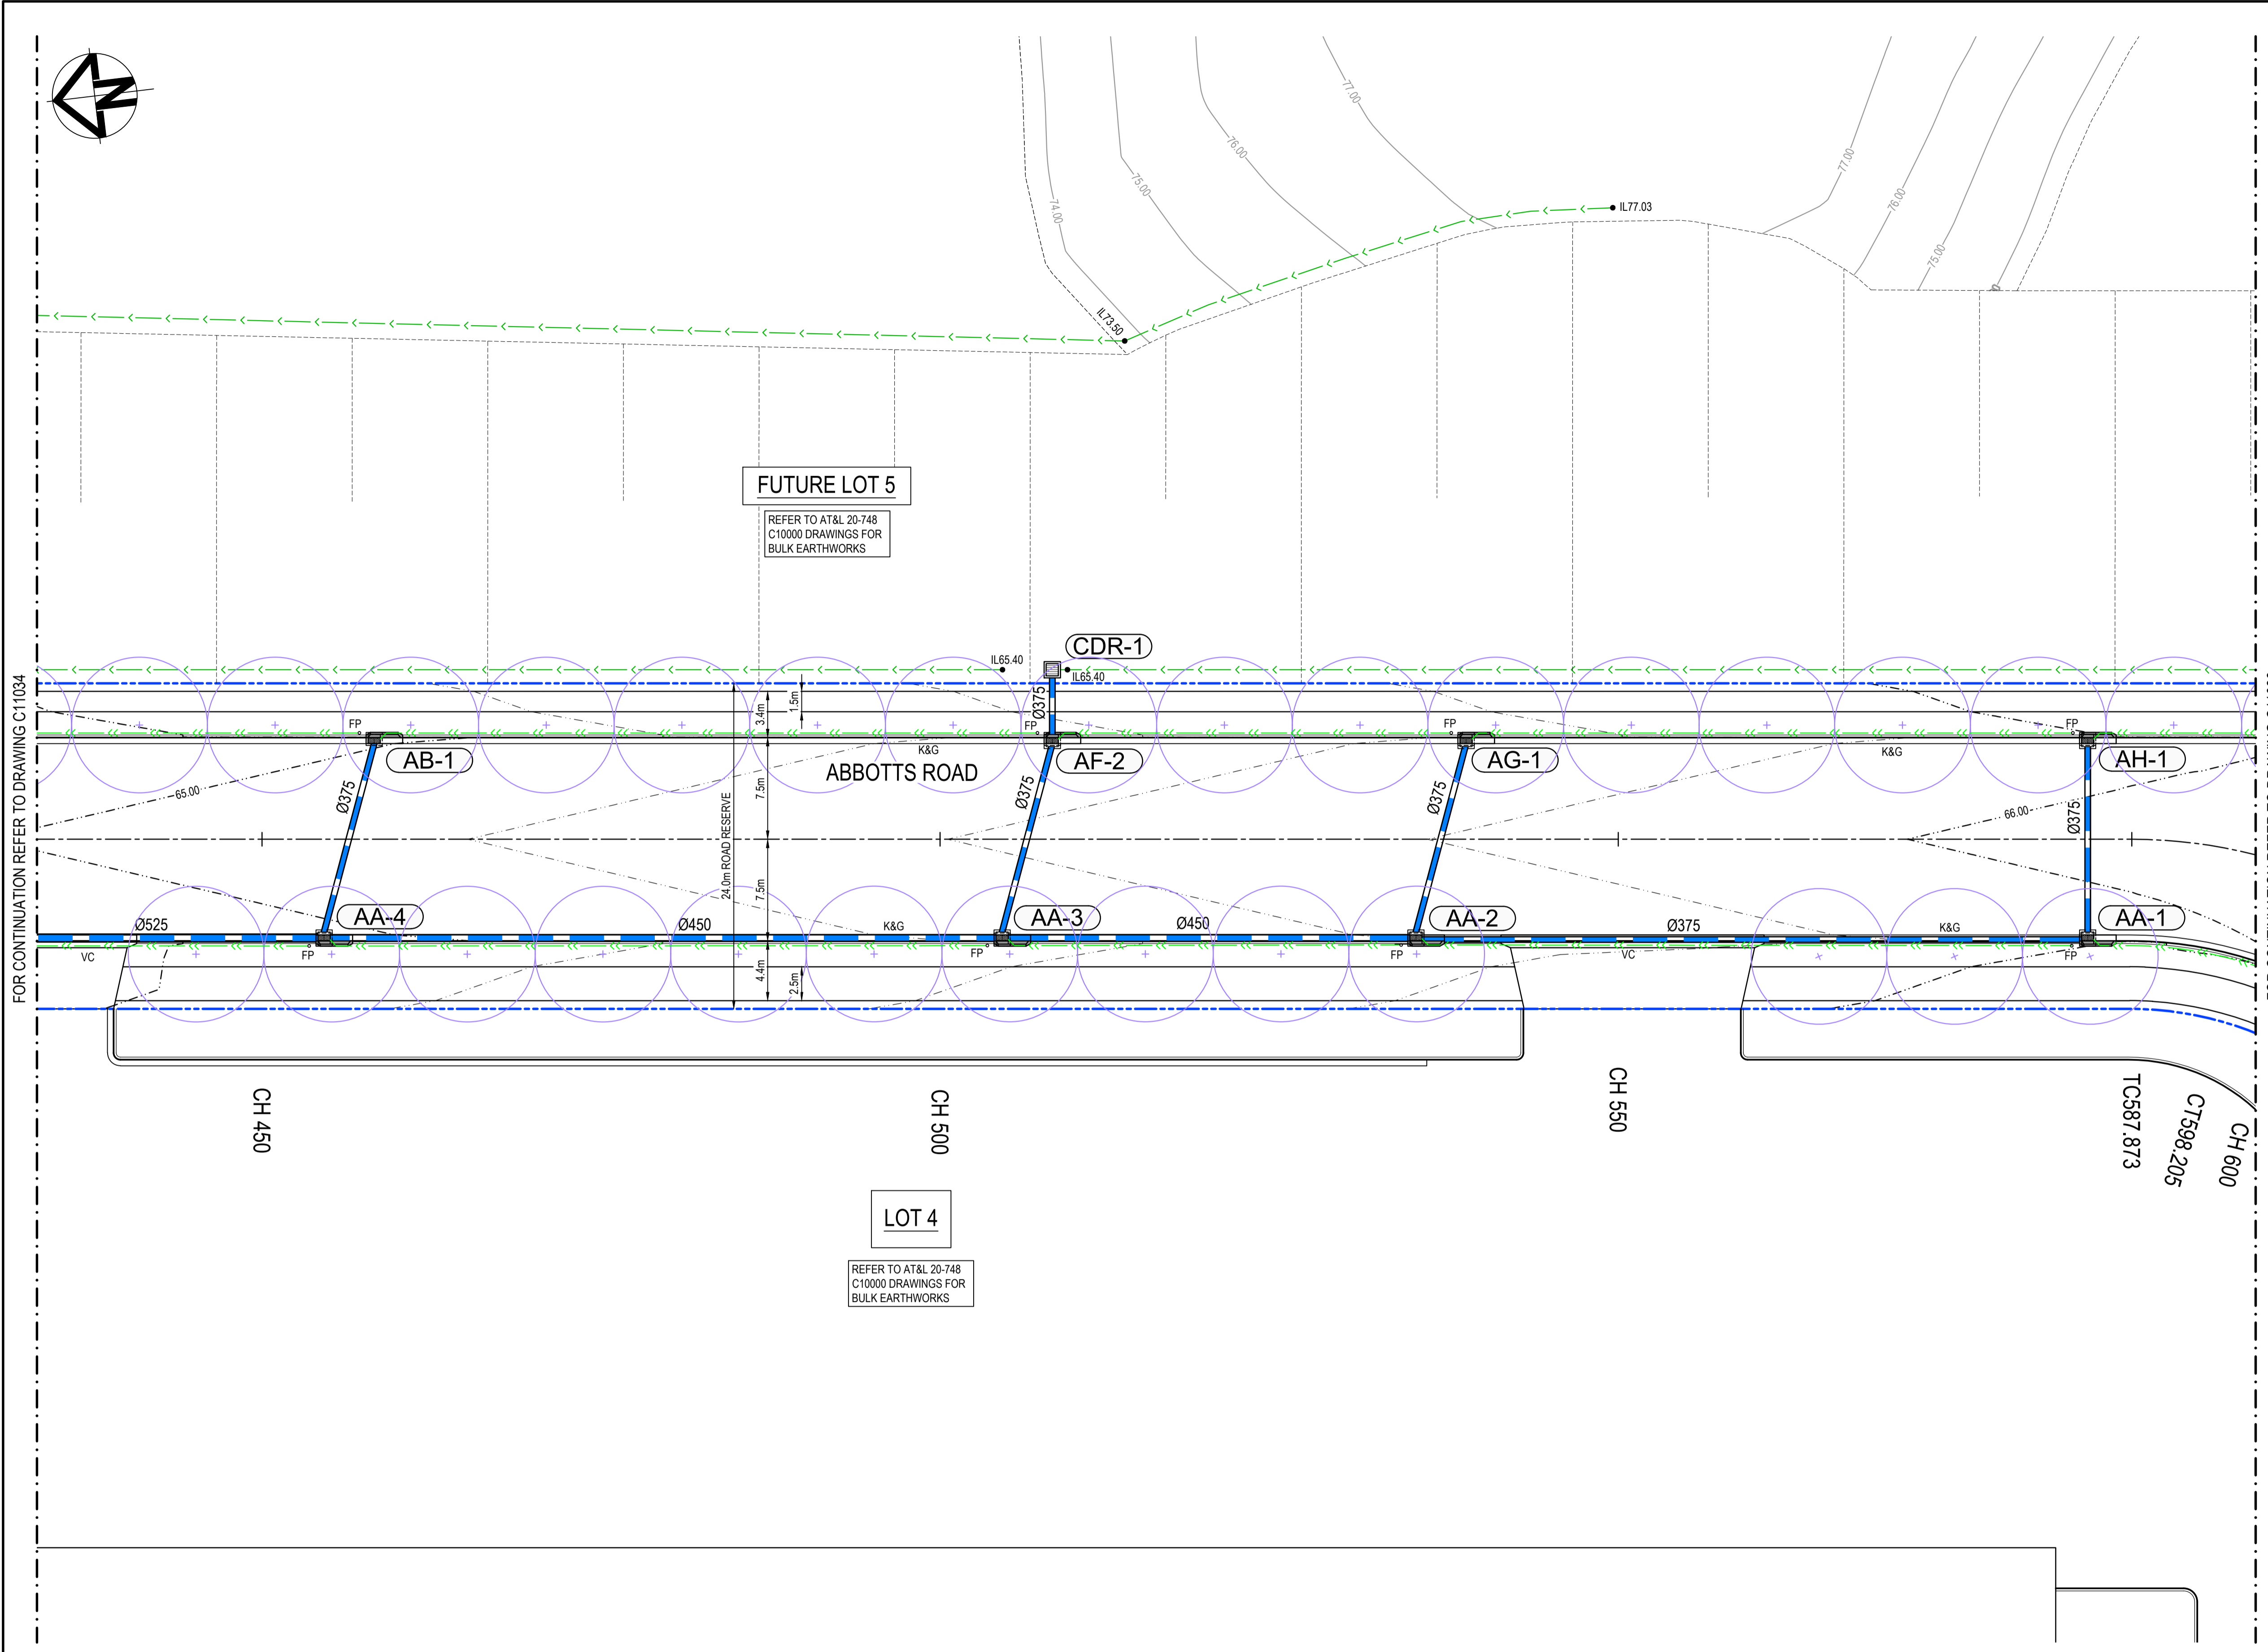 N
77.00
76.00
75.00
74.00
77.00
76.00
75.00
IL77.03
IL73.50
FUTURE LOT 5
REFER TO AT&L 20-748
C10000 DRAWINGS FOR
BULK EARTHWORKS
FOR CONTINUATION REFER TO DRAWING C11034
IL65.40
CDR-1
IL65.40
Ø375
3.4m
1.5m
FP
FP
FP
FP
AB-1
K&G
ABBOTTS ROAD
AF-2
AG-1
K&G
AH-1
65.00
Ø375
24.0m ROAD RESERVE
7.5m
Ø375
Ø375
66.00
Ø375
7.5m
Ø525
AA-4
Ø450
K&G
AA-3
Ø450
AA-2
Ø375
K&G
AA-1
VC
FP
FP
FP
VC
FP
4.4m
2.5m
CH 450
CH 500
CH 550
TC587.873
CT598.205
CH 600
LOT 4
REFER TO AT&L 20-748
C10000 DRAWINGS FOR
BULK EARTHWORKS